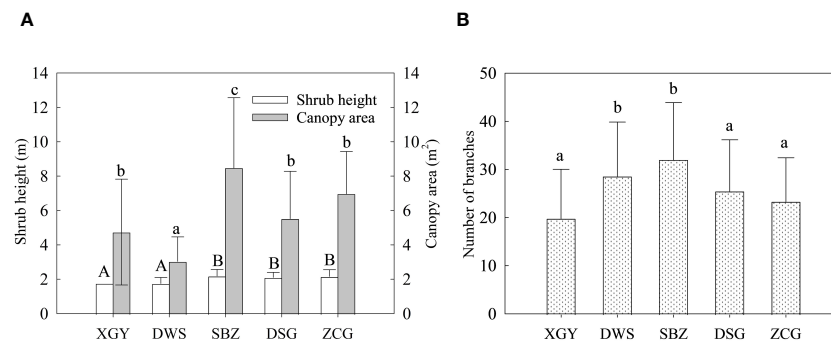 A
B
14
12
10
8
6
4
2
0
Shrub height (m)
Shrub height
Canopy area
A b
A a
B c
B b
B b
XGY DWS SBZ DSG ZCG
14
12
10
8
6
4
2
0
Canopy area (m²)
50
40
30
20
10
0
Number of branches
a b b a a
XGY DWS SBZ DSG ZCG